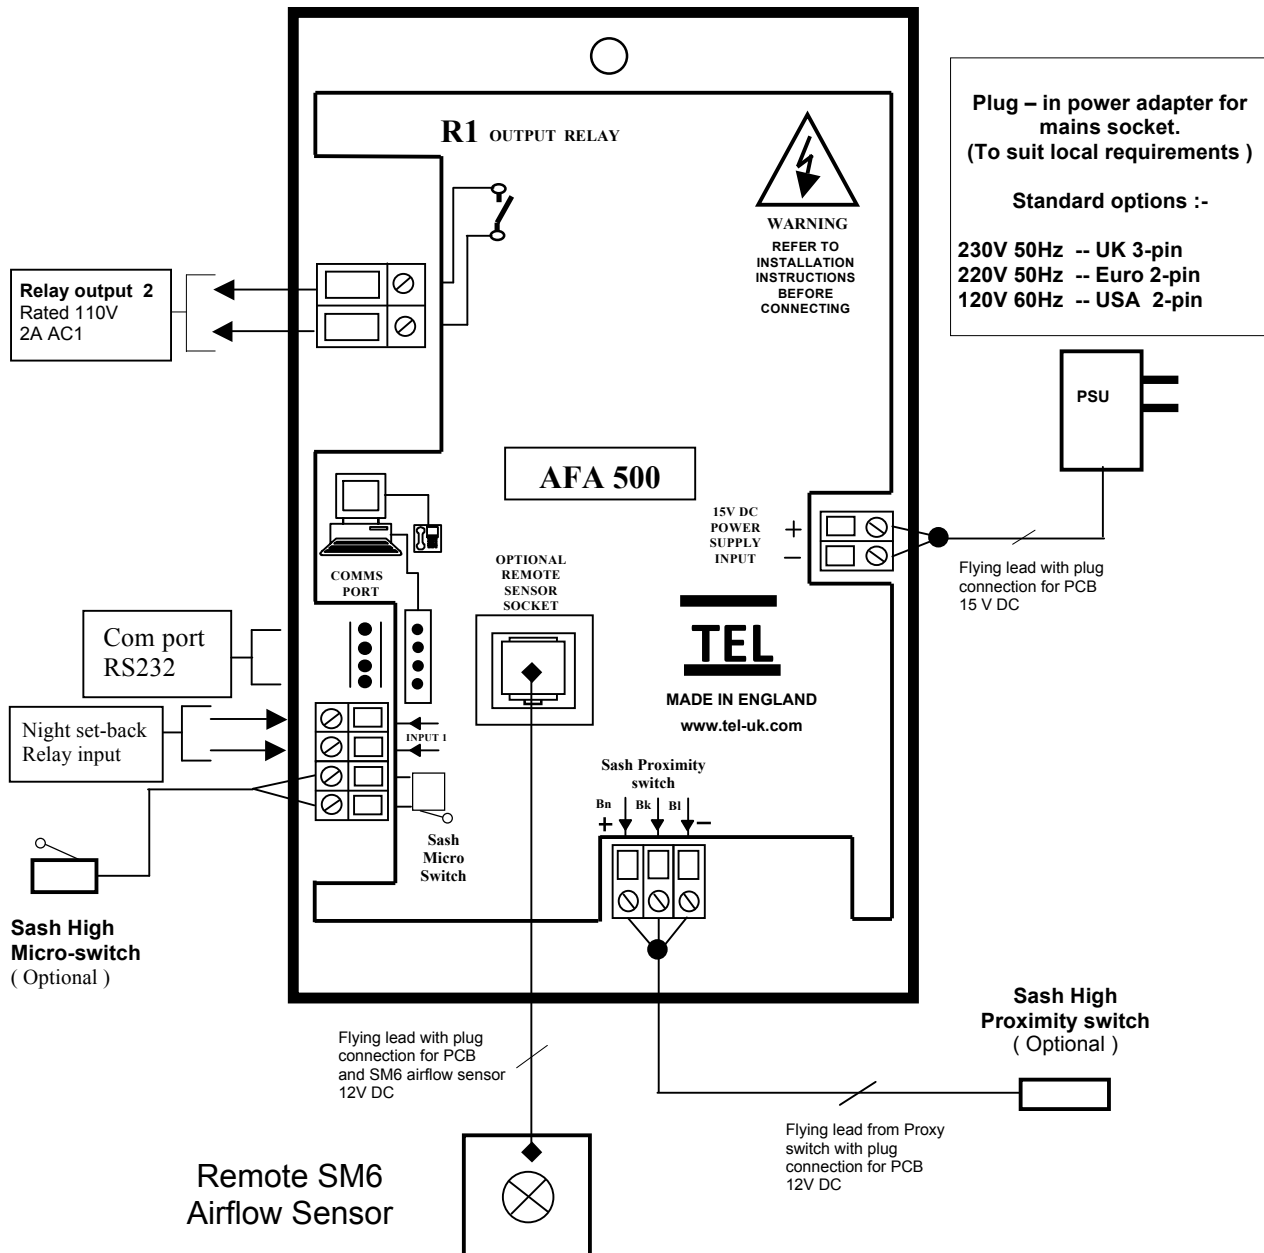 R1 OUTPUT RELAY
WARNING
REFER TO
INSTALLATION
INSTRUCTIONS
BEFORE
CONNECTING
Plug – in power adapter for
mains socket.
(To suit local requirements )
Standard options :-
230V 50Hz -- UK 3-pin
220V 50Hz -- Euro 2-pin
120V 60Hz -- USA 2-pin
Relay output 2
Rated 110V
2A AC1
PSU
AFA 500
15V DC
POWER
SUPPLY
INPUT
+
–
Flying lead with plug
connection for PCB
15 V DC
COMMS
PORT
OPTIONAL
REMOTE
SENSOR
SOCKET
Com port
RS232
TEL
MADE IN ENGLAND
www.tel-uk.com
Night set-back
Relay input
INPUT 1
Sash Micro Switch
Sash Proximity
switch
Bn Bk Bl
+ –
Sash High
Micro-switch
( Optional )
Sash High
Proximity switch
( Optional )
Flying lead with plug
connection for PCB
and SM6 airflow sensor
12V DC
Flying lead from Proxy
switch with plug
connection for PCB
12V DC
Remote SM6
Airflow Sensor